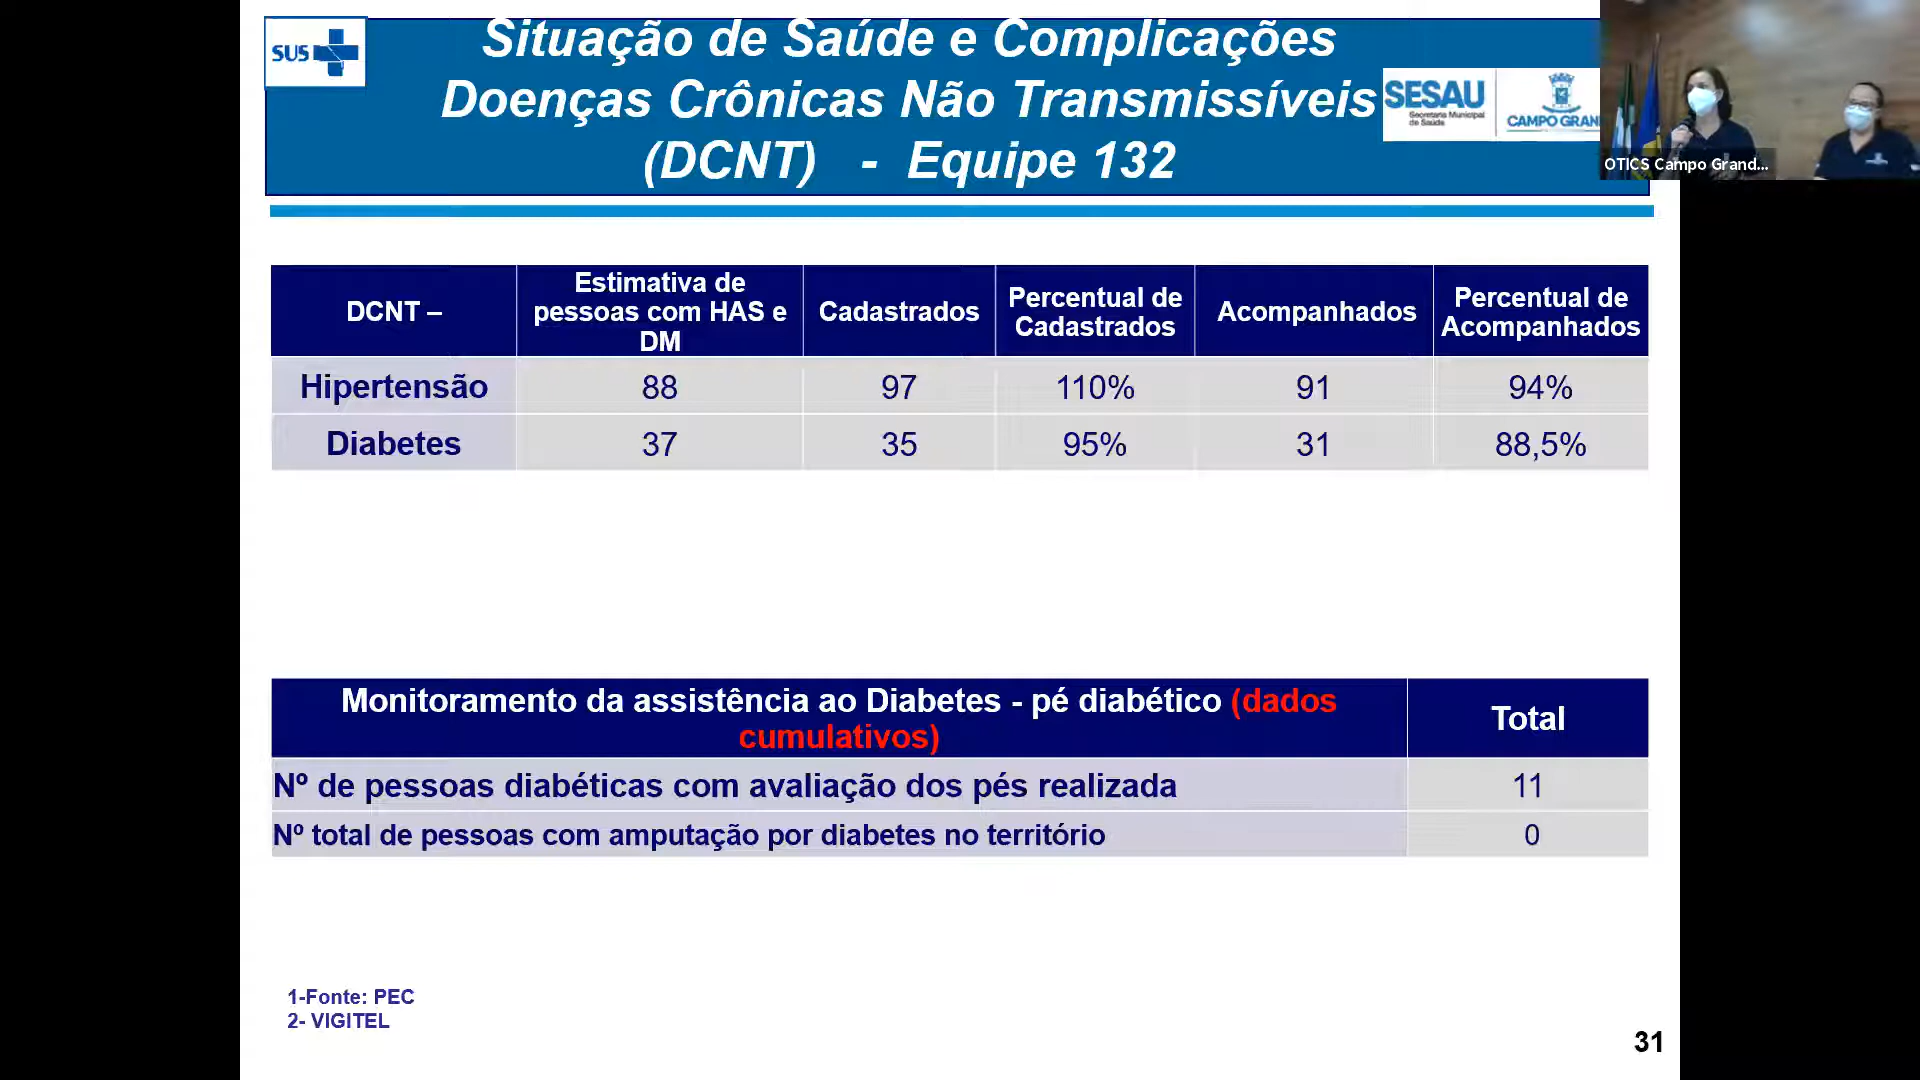 SUS
Situação de Saúde e Complicações
Doenças Crônicas Não Transmissíveis
(DCNT) - Equipe 132
SESAU
Secretaria Municipal
de Saúde
CAMPO GRAN
OTICS Campo Grand...
DCNT –
Estimativa de
pessoas com HAS e
DM
Cadastrados
Percentual de
Cadastrados
Acompanhados
Percentual de
Acompanhados
Hipertensão 88 97 110% 91 94%
Diabetes 37 35 95% 31 88,5%
Monitoramento da assistência ao Diabetes - pé diabético (dados
cumulativos)
Total
Nº de pessoas diabéticas com avaliação dos pés realizada 11
Nº total de pessoas com amputação por diabetes no território 0
1-Fonte: PEC
2- VIGITEL
31